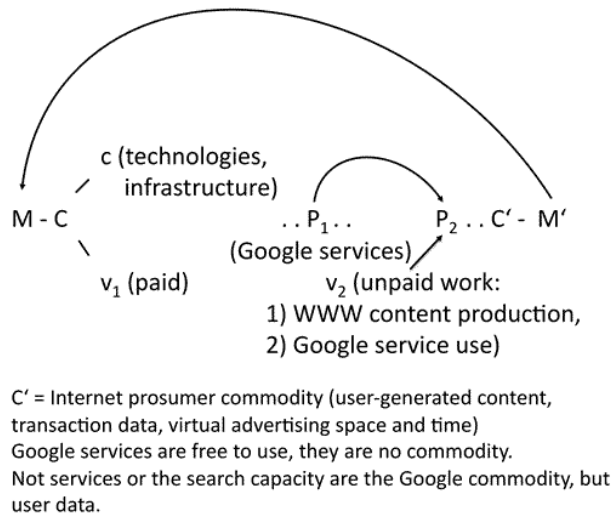 c (technologies,
infrastructure)
M - C . . P₁ . . P₂ . . C‘ - M‘
(Google services)
v₁ (paid) v₂ (unpaid work:
1) WWW content production,
2) Google service use)
C‘ = Internet prosumer commodity (user-generated content,
transaction data, virtual advertising space and time)
Google services are free to use, they are no commodity.
Not services or the search capacity are the Google commodity, but
user data.